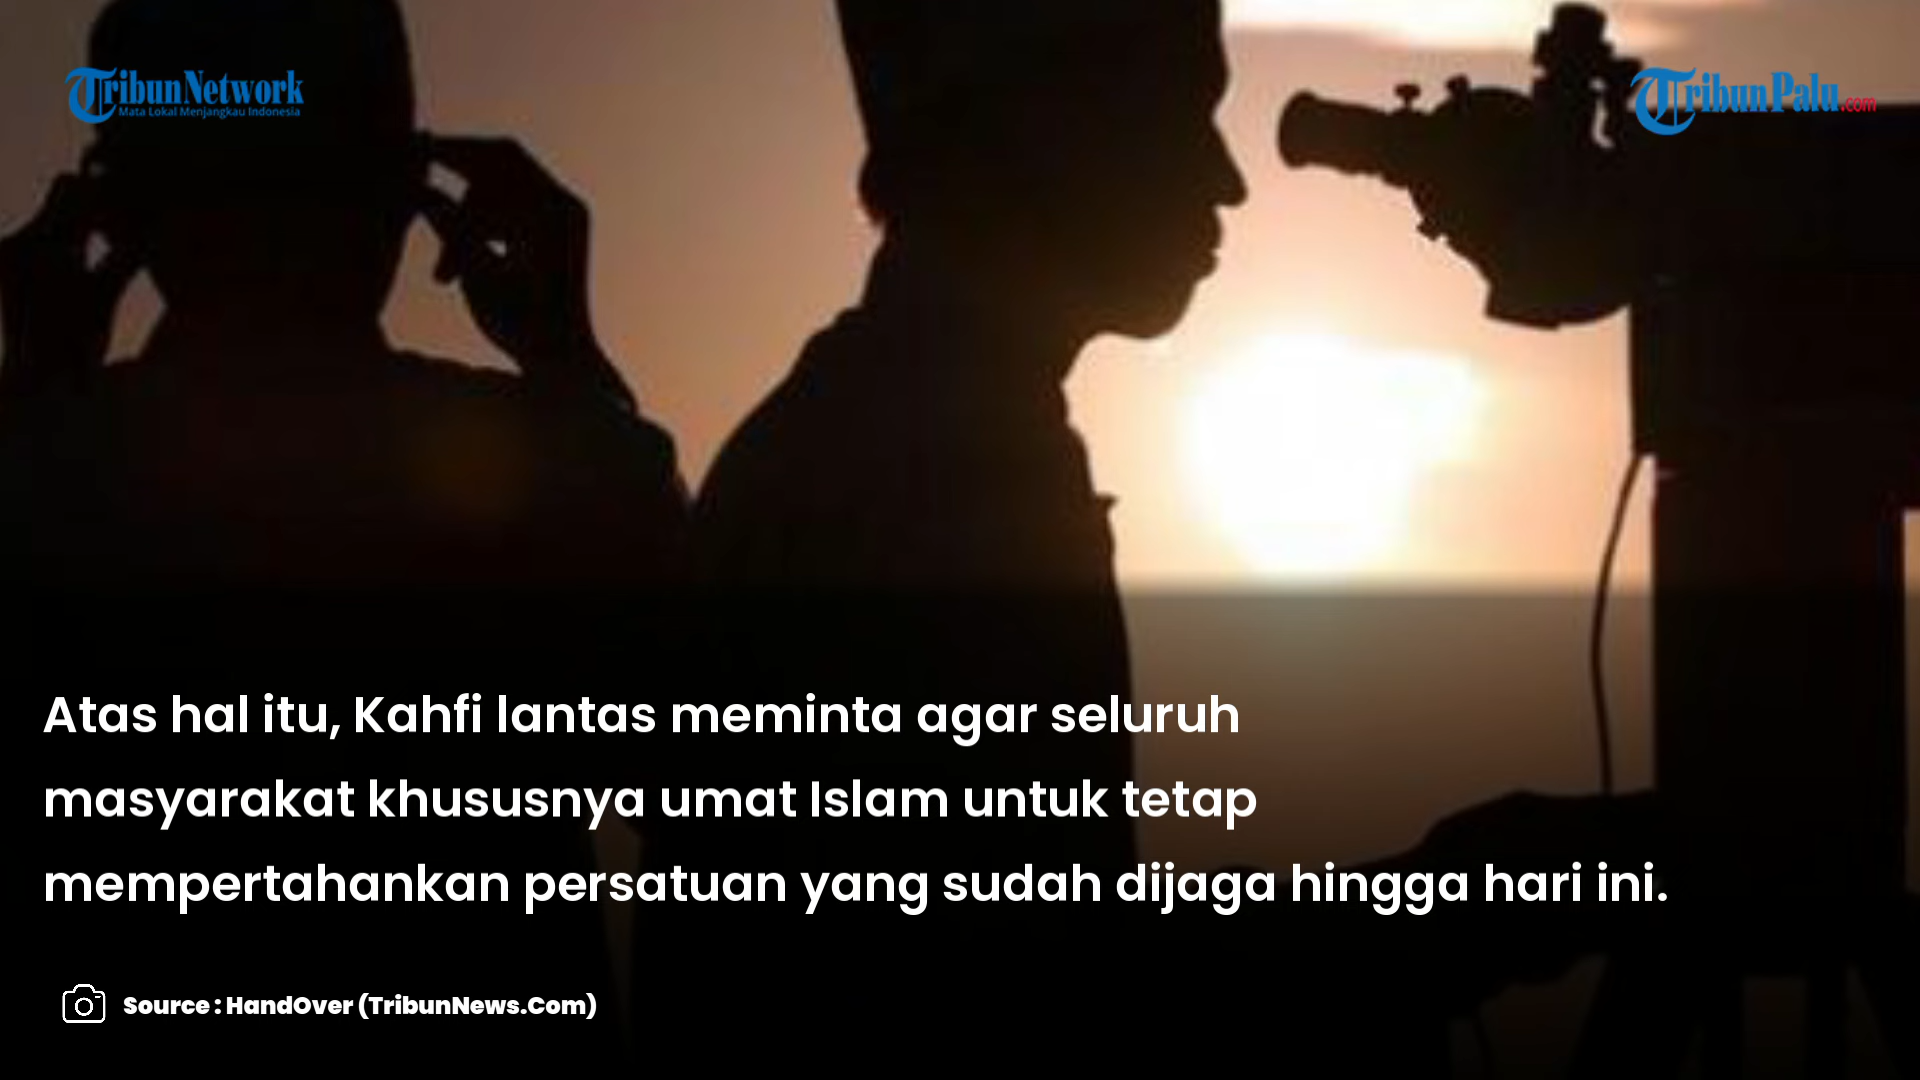 TribunNetwork
Mata Lokal Menjangkau Indonesia
TribunPalu.com
Atas hal itu, Kahfi lantas meminta agar seluruh
masyarakat khususnya umat Islam untuk tetap
mempertahankan persatuan yang sudah dijaga hingga hari ini.
Source : HandOver (TribunNews.Com)